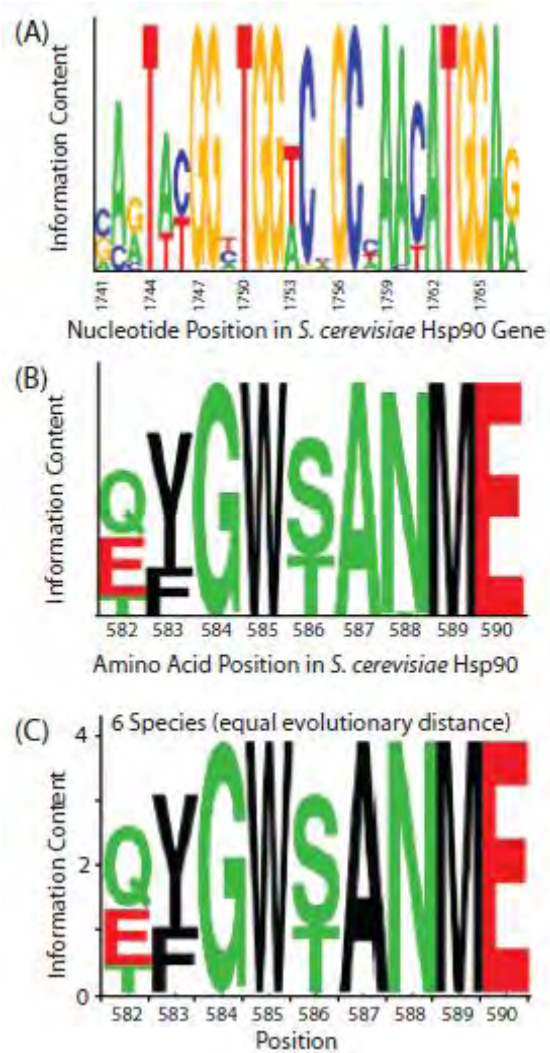 (A)
Information Content
C A G T A C G G T T G G T C G C C A A C A T G G A G
G C A T T C A T T A
A
1741 1744 1747 1750 1753 1756 1759 1762 1765
Nucleotide Position in S. cerevisiae Hsp90 Gene
(B)
Information Content
Q Y G W S A N M E
E F T
T
582 583 584 585 586 587 588 589 590
Amino Acid Position in S. cerevisiae Hsp90
(C)
6 Species (equal evolutionary distance)
Information Content
4
2
0
Q Y G W S A N M E
E F T
T
582 583 584 585 586 587 588 589 590
Position